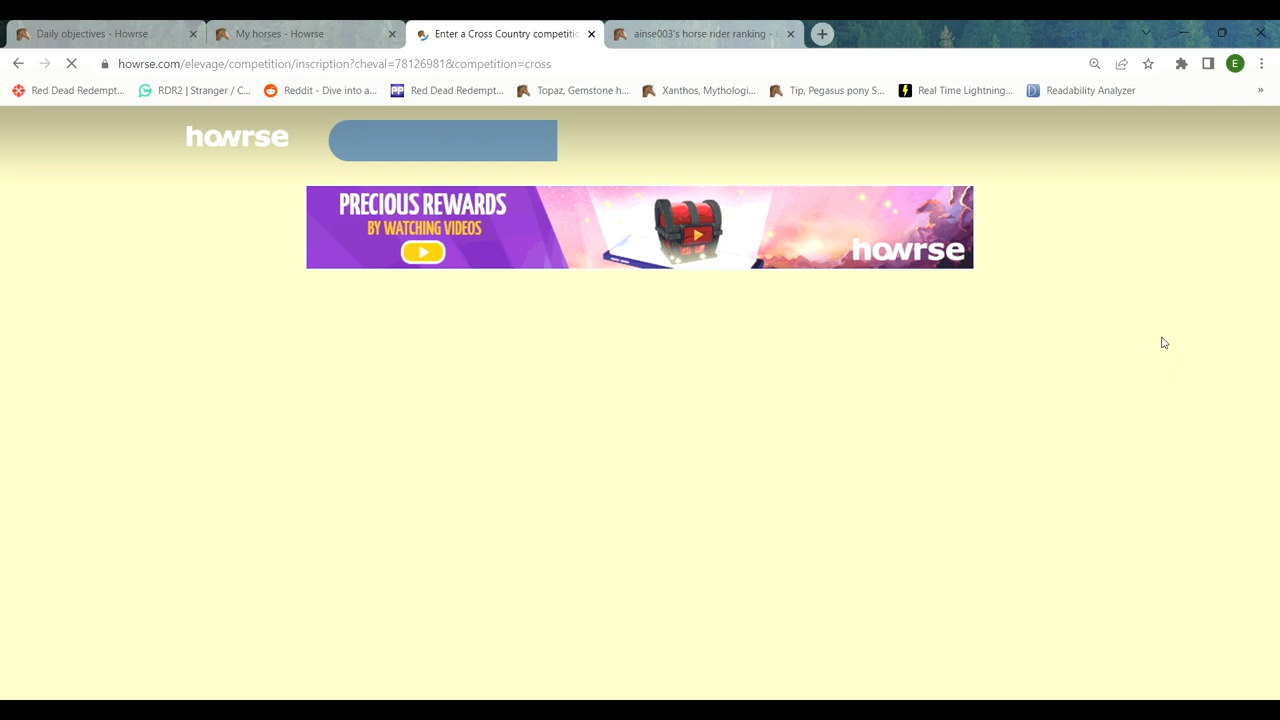 Daily objectives - Howrse
My horses - Howrse
Enter a Cross Country competitic
ainse003's horse rider ranking -
howrse.com/elevage/competition/inscription?cheval=78126981&competition=cross
E
Red Dead Redempt...
RDR2 | Stranger / C...
Reddit - Dive into a...
PP
Red Dead Redempt...
Topaz, Gemstone h...
Xanthos, Mythologi...
Tip, Pegasus pony S...
Real Time Lightning...
D
Readability Analyzer
»
howrse
PRECIOUS REWARDS
BY WATCHING VIDEOS
howrse